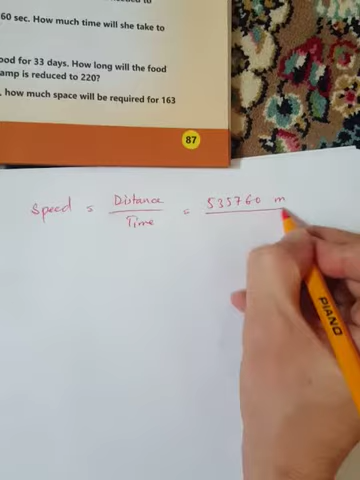 60 sec. How much time will she take to
ood for 33 days. How long will the food
amp is reduced to 220?
, how much space will be required for 163
87
Speed = Distance / Time = 535760 m
PIANO